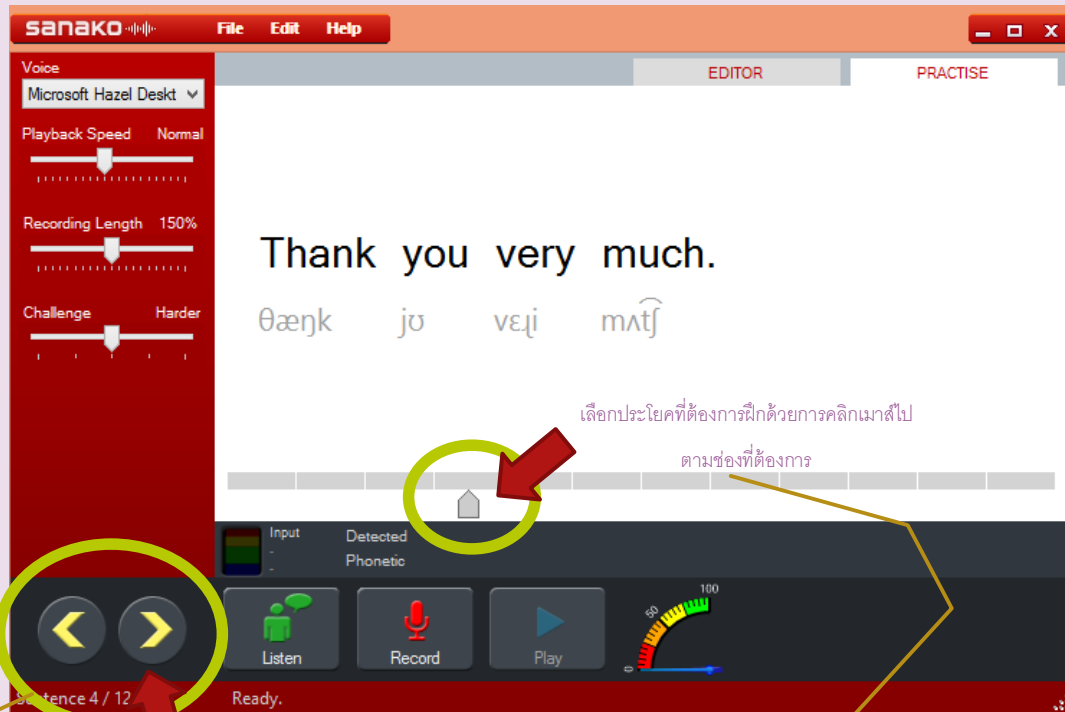 sanako File Edit Help
Voice
Microsoft Hazel Deskt
EDITOR PRACTISE
Playback Speed Normal
Recording Length 150%
Challenge Harder
Thank you very much.
θæŋk jʊ vɛɹi mʌt͡ʃ
เลือกประโยคที่ต้องการฝึกด้วยการคลิกเมาส์ไป
ตามช่องที่ต้องการ
Input Detected
- Phonetic
-
Listen Record Play 0 50 100
Sentence 4 / 12 Ready.